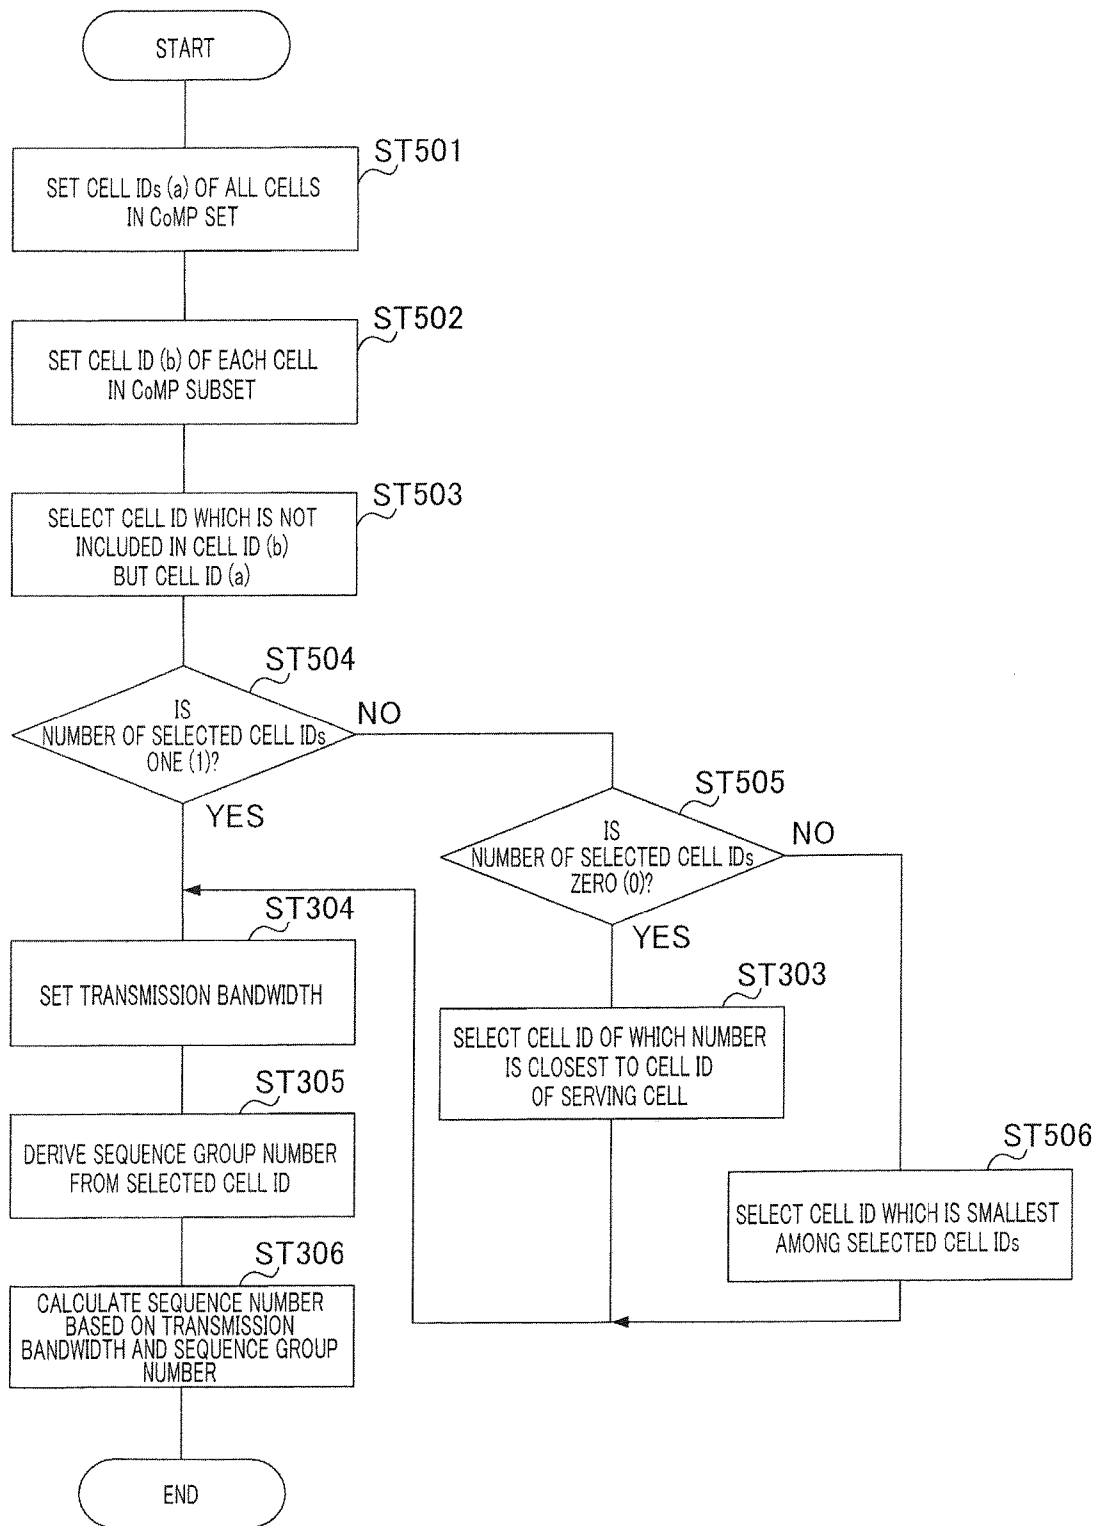 START
ST501
SET CELL IDs (a) OF ALL CELLS
IN CoMP SET
ST502
SET CELL ID (b) OF EACH CELL
IN CoMP SUBSET
ST503
SELECT CELL ID WHICH IS NOT
INCLUDED IN CELL ID (b)
BUT CELL ID (a)
ST504
IS
NUMBER OF SELECTED CELL IDs
ONE (1)?
NO
YES
ST505
IS
NUMBER OF SELECTED CELL IDs
ZERO (0)?
NO
YES
ST304
SET TRANSMISSION BANDWIDTH
ST303
SELECT CELL ID OF WHICH NUMBER
IS CLOSEST TO CELL ID
OF SERVING CELL
ST305
DERIVE SEQUENCE GROUP NUMBER
FROM SELECTED CELL ID
ST506
SELECT CELL ID WHICH IS SMALLEST
AMONG SELECTED CELL IDs
ST306
CALCULATE SEQUENCE NUMBER
BASED ON TRANSMISSION
BANDWIDTH AND SEQUENCE GROUP
NUMBER
END